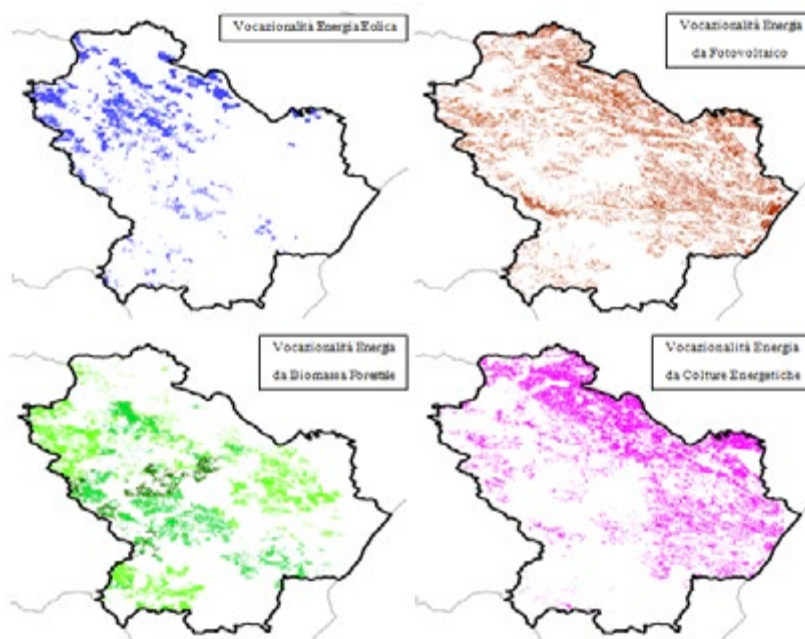 Vocazionalità Energia Eolica
Vocazionalità Energia
da Fotovoltaico
Vocazionalità Energia
da Biomassa Forestale
Vocazionalità Energia
da Colture Energetiche